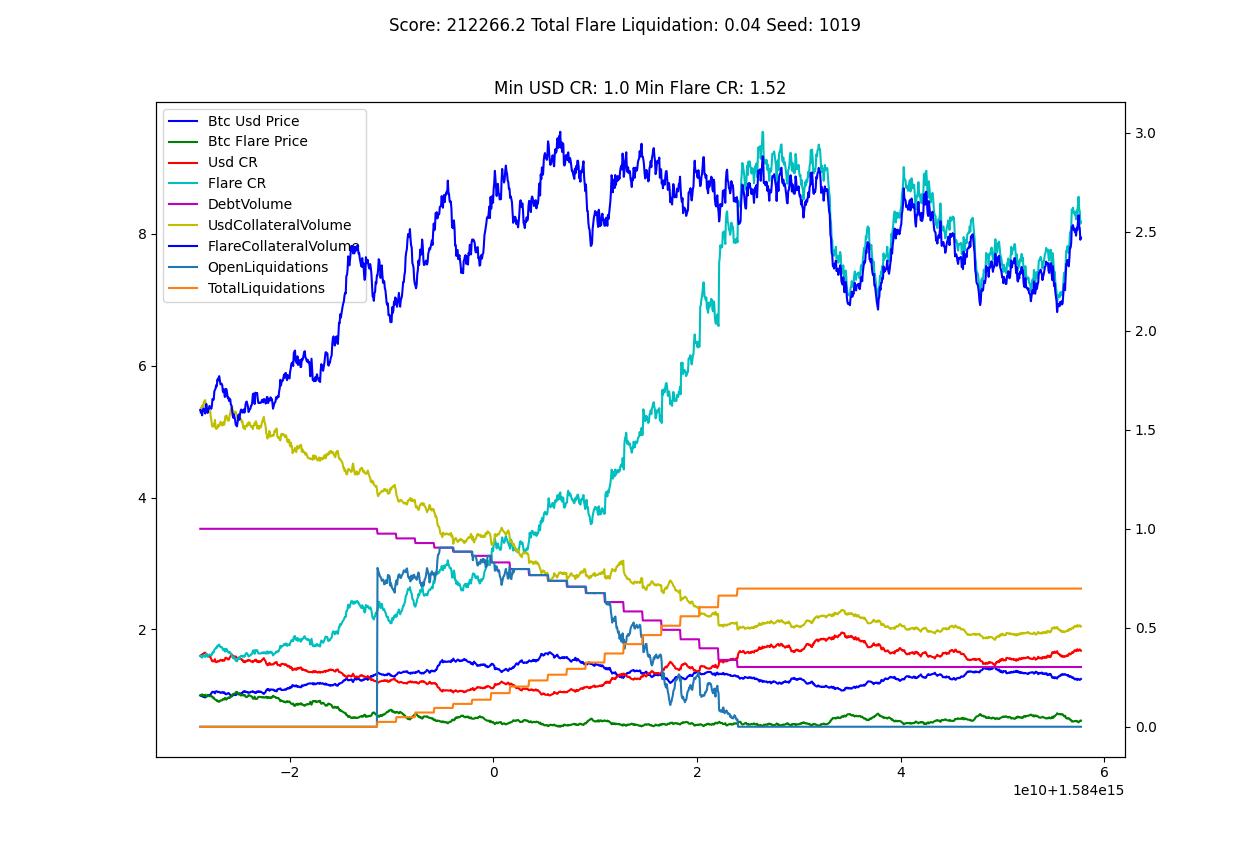 Score: 212266.2 Total Flare Liquidation: 0.04 Seed: 1019
Min USD CR: 1.0 Min Flare CR: 1.52
Btc Usd Price
Btc Flare Price
Usd CR
Flare CR
DebtVolume
UsdCollateralVolume
FlareCollateralVolume
OpenLiquidations
TotalLiquidations
8
6
4
2
3.0
2.5
2.0
1.5
1.0
0.5
0.0
−2 0 2 4 6
1e10+1.584e15